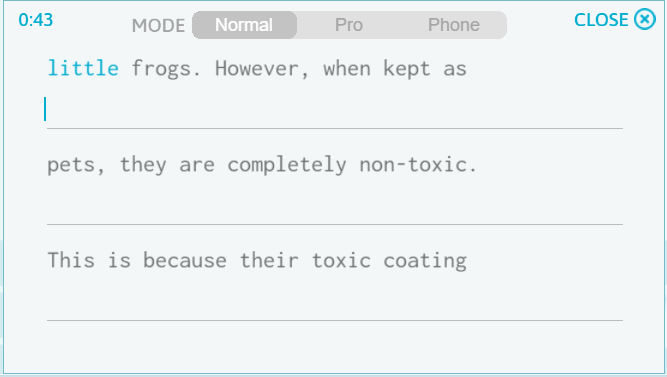 0:43
MODE Normal Pro Phone
CLOSE
little frogs. However, when kept as
pets, they are completely non-toxic.
This is because their toxic coating